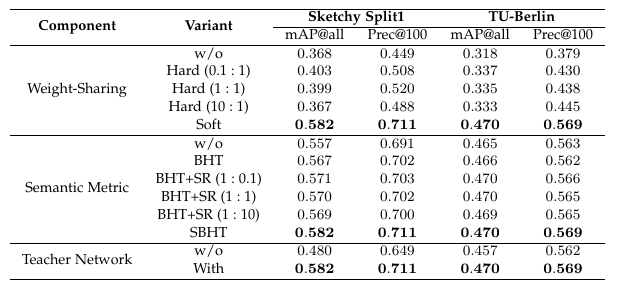 Component Variant Sketchy Split1 TU-Berlin
mAP@all Prec@100 mAP@all Prec@100
Weight-Sharing w/o 0.368 0.449 0.318 0.379
Hard (0.1 : 1) 0.403 0.508 0.337 0.430
Hard (1 : 1) 0.399 0.520 0.335 0.438
Hard (10 : 1) 0.367 0.488 0.333 0.445
Soft 0.582 0.711 0.470 0.569
Semantic Metric w/o 0.557 0.691 0.465 0.563
BHT 0.567 0.702 0.466 0.562
BHT+SR (1 : 0.1) 0.571 0.703 0.470 0.566
BHT+SR (1 : 1) 0.570 0.702 0.470 0.565
BHT+SR (1 : 10) 0.569 0.700 0.469 0.565
SBHT 0.582 0.711 0.470 0.569
Teacher Network w/o 0.480 0.649 0.457 0.562
With 0.582 0.711 0.470 0.569